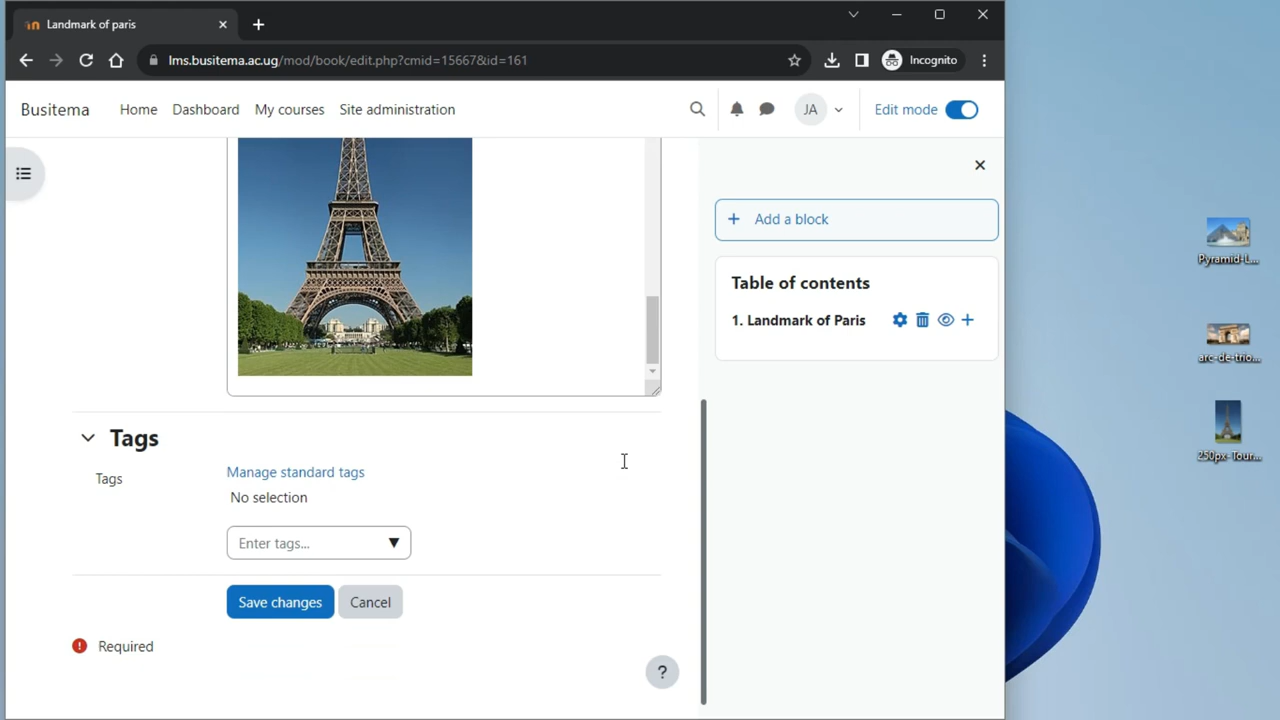 Landmark of paris
lms.busitema.ac.ug/mod/book/edit.php?cmid=15667&id=161
Incognito
Busitema
Home
Dashboard
My courses
Site administration
JA
Edit mode
+ Add a block
Table of contents
1. Landmark of Paris
Pyramid-L...
arc-de-trio...
250px-Tour...
Tags
Tags
Manage standard tags
No selection
Enter tags...
Save changes
Cancel
Required
?